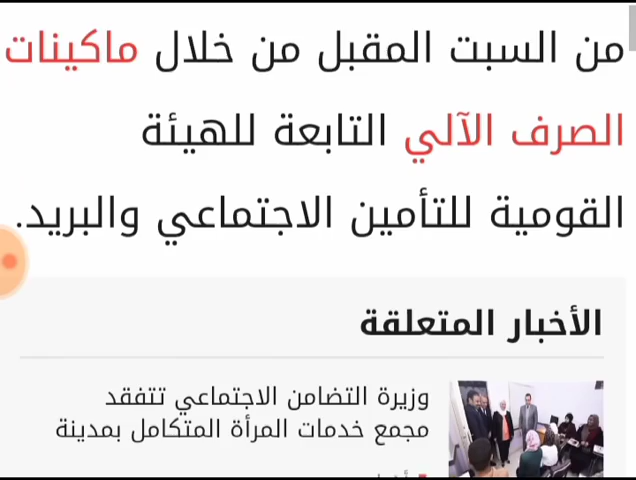 من السبت المقبل من خلال ماكينات
الصرف الآلي التابعة للهيئة
القومية للتأمين الاجتماعي والبريد.
الأخبار المتعلقة
وزيرة التضامن الاجتماعي تتفقد
مجمع خدمات المرأة المتكامل بمدينة